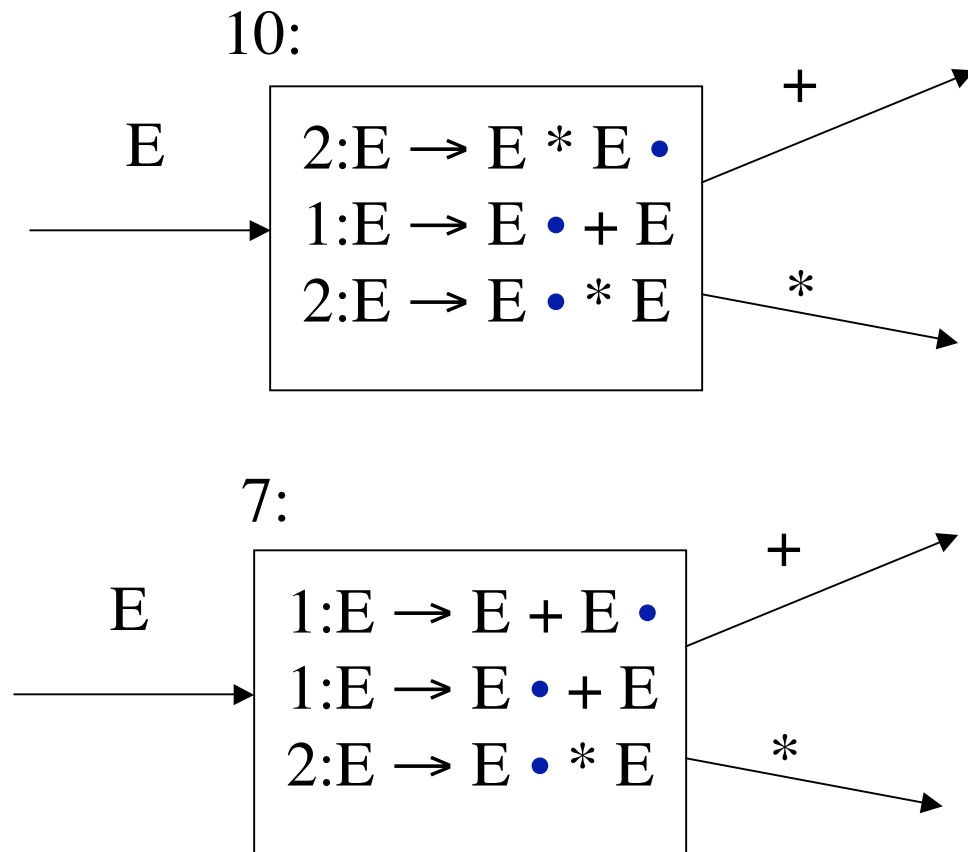 10:
+
E
2:E → E * E •
1:E → E • + E
2:E → E • * E
*
7:
+
E
1:E → E + E •
1:E → E • + E
2:E → E • * E
*